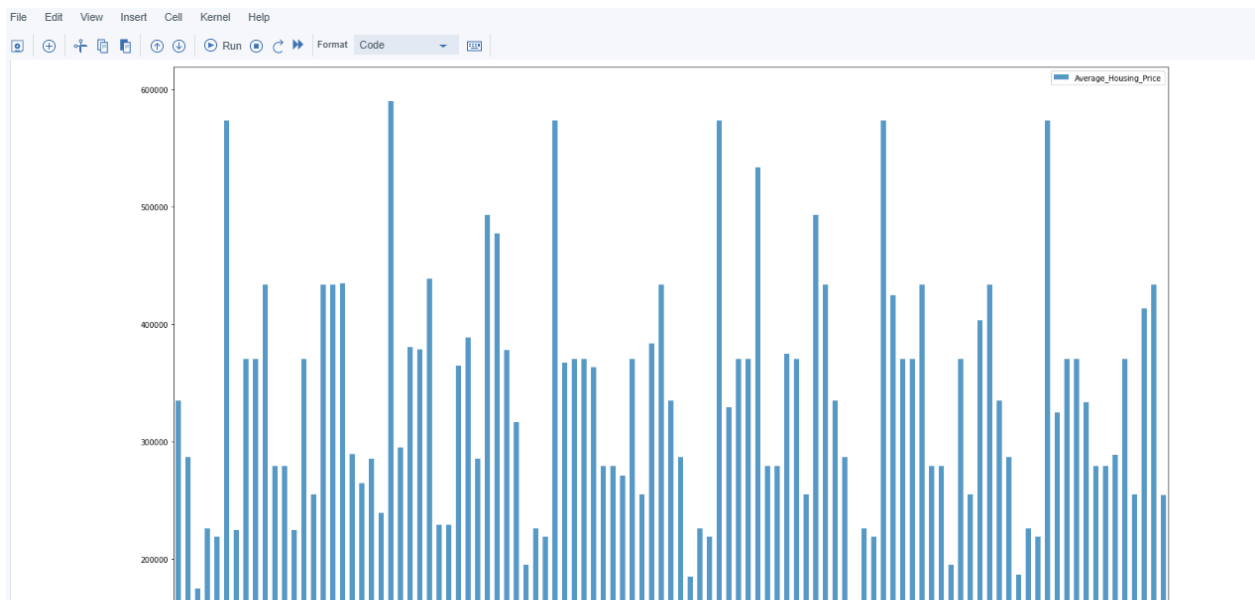 File Edit View Insert Cell Kernel Help
Run Format Code
Average_Housing_Price
600000
500000
400000
300000
200000